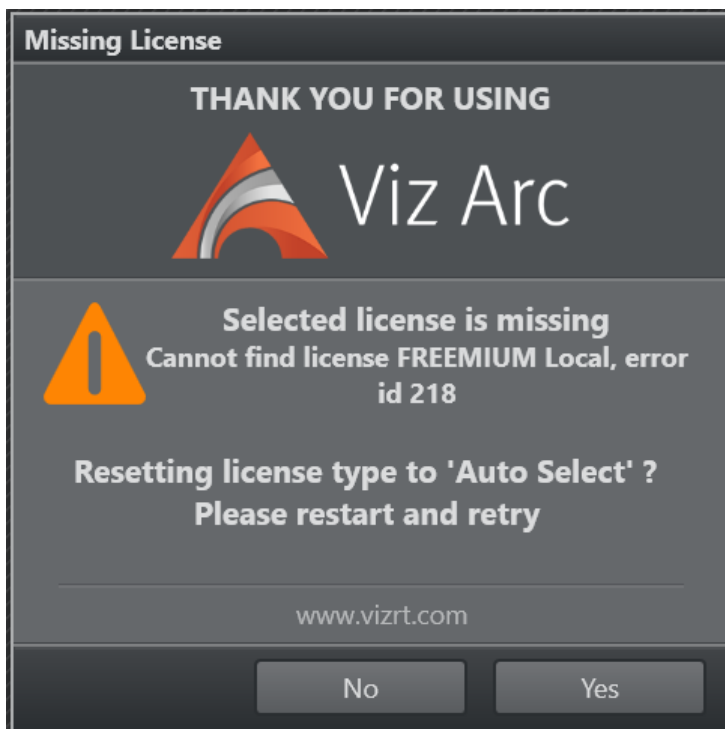 Missing License
THANK YOU FOR USING
Viz Arc
Selected license is missing
Cannot find license FREEMIUM Local, error
id 218
Resetting license type to 'Auto Select' ?
Please restart and retry
www.vizrt.com
No Yes